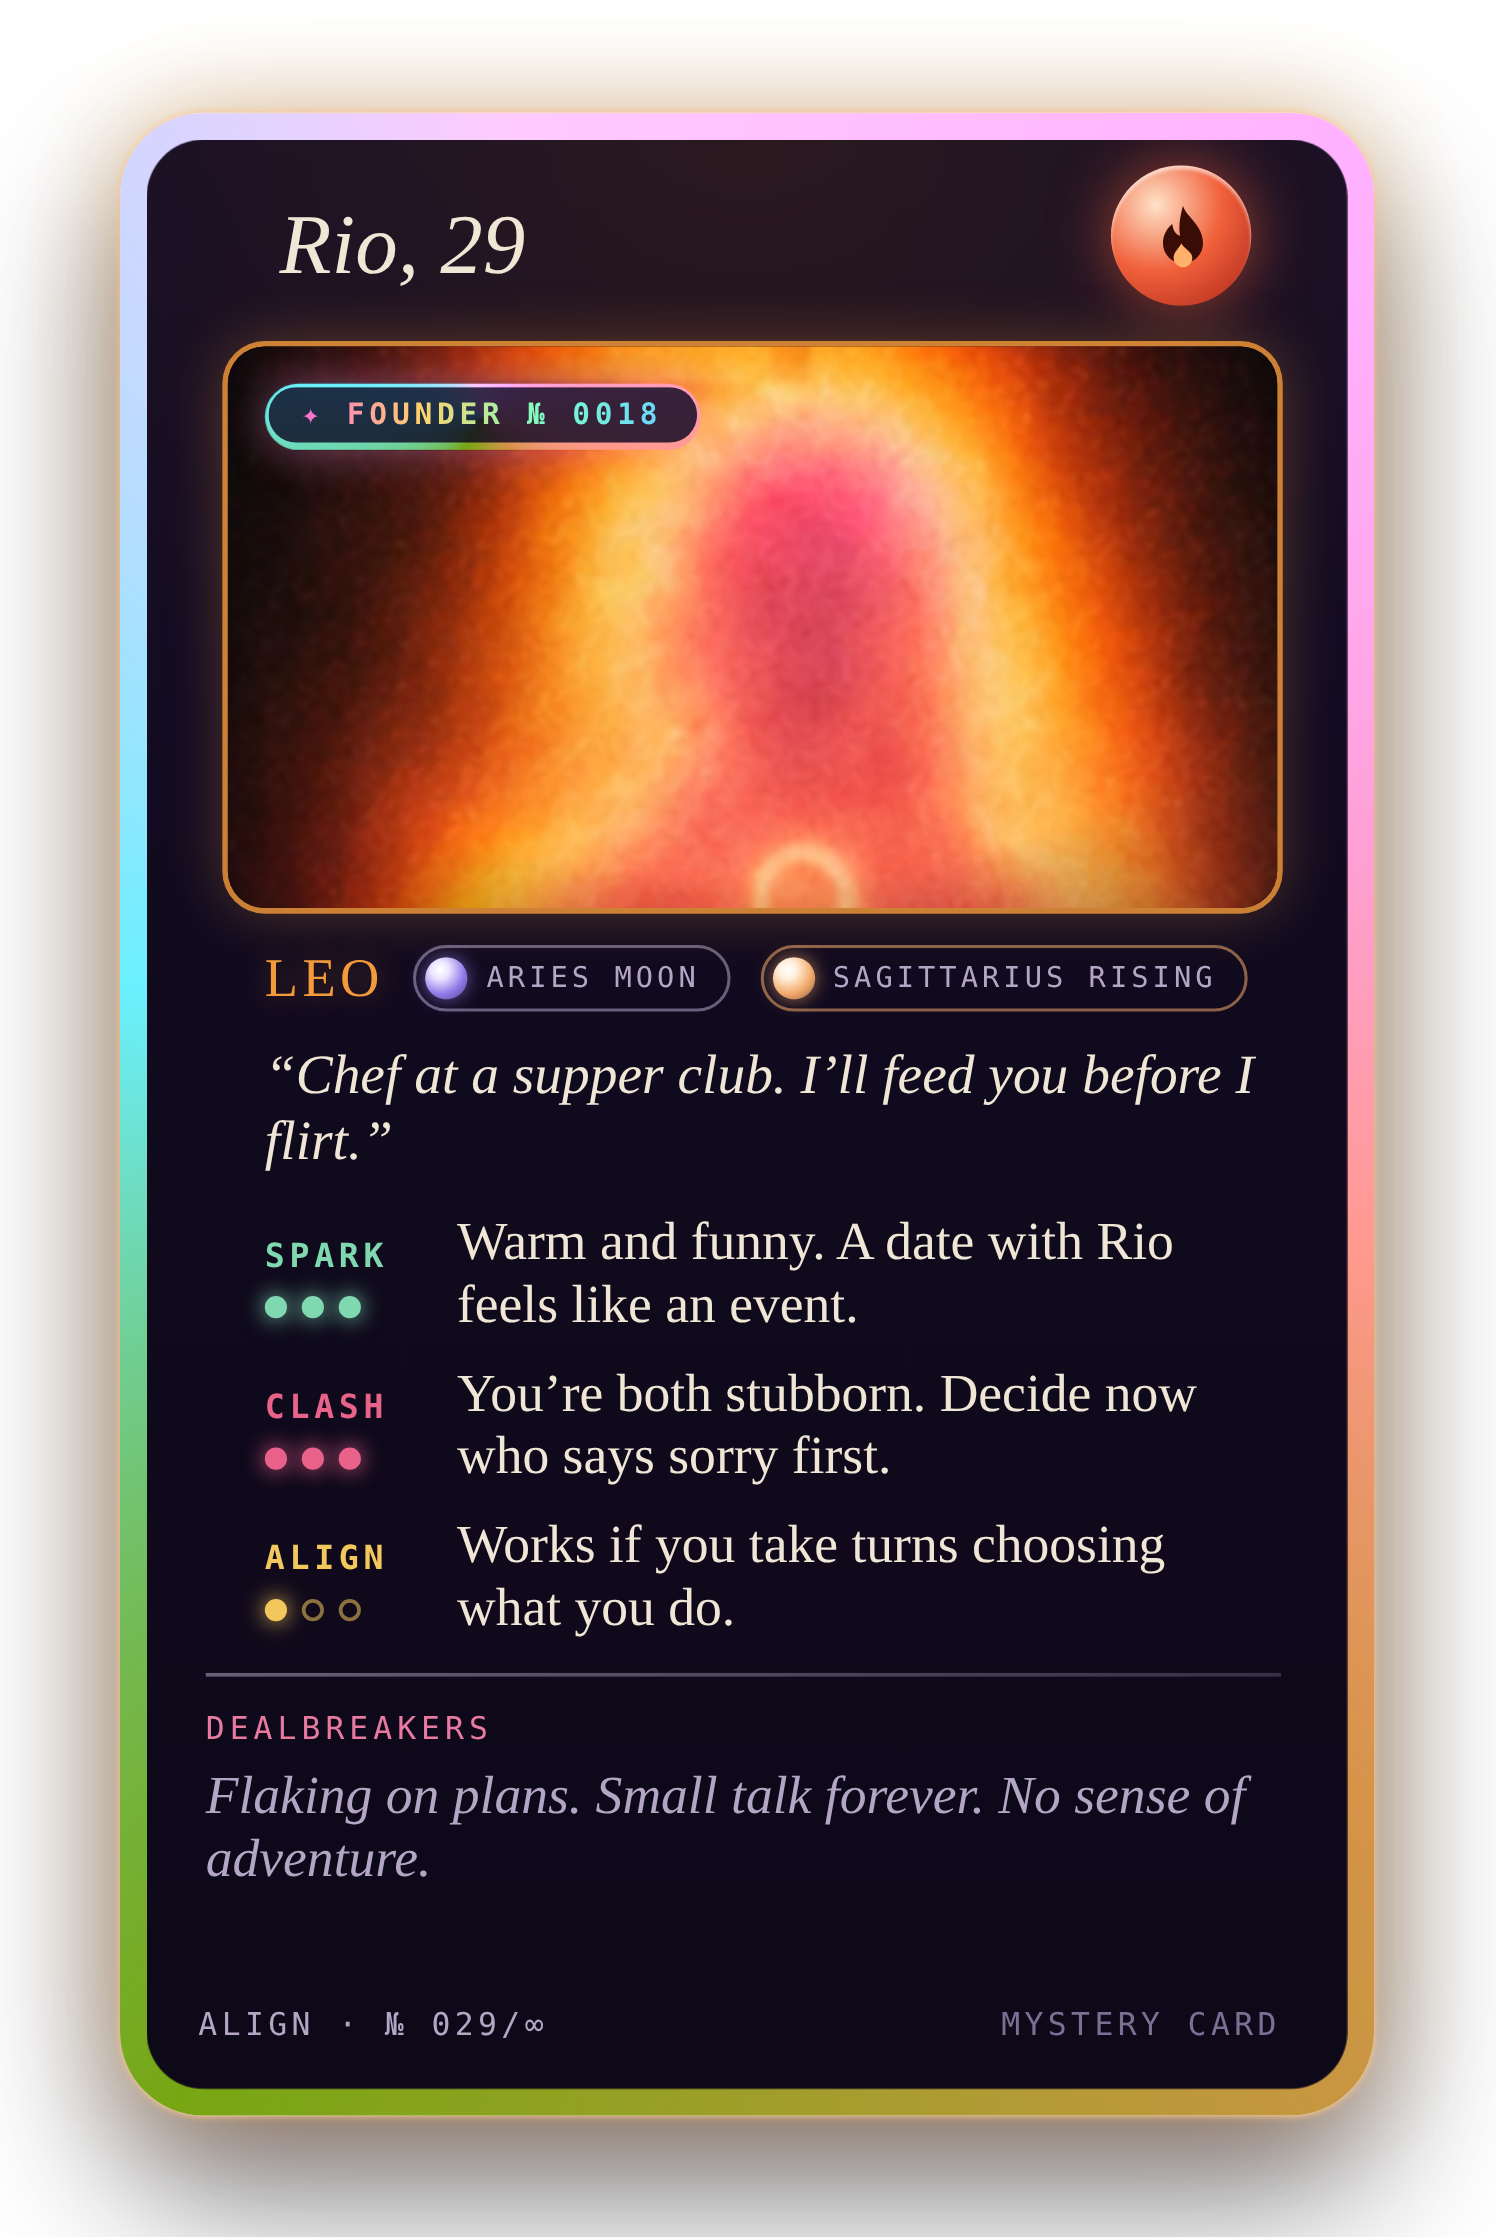 Rio, 29
✦ FOUNDER № 0018
LEO ARIES MOON SAGITTARIUS RISING
“Chef at a supper club. I’ll feed you before I
flirt.”
SPARK
Warm and funny. A date with Rio
feels like an event.
CLASH
You’re both stubborn. Decide now
who says sorry first.
ALIGN
Works if you take turns choosing
what you do.
DEALBREAKERS
Flaking on plans. Small talk forever. No sense of
adventure.
ALIGN · № 029/∞ MYSTERY CARD